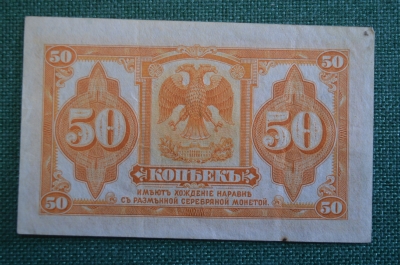 50 50
50 50
КОПѢЕКЪ
ИМѢЮТЪ ХОЖДЕНІЕ НАРАВНѢ
СЪ РАЗМѢННОЙ СЕРЕБРЯНОЙ МОНЕТОЙ.
50 50